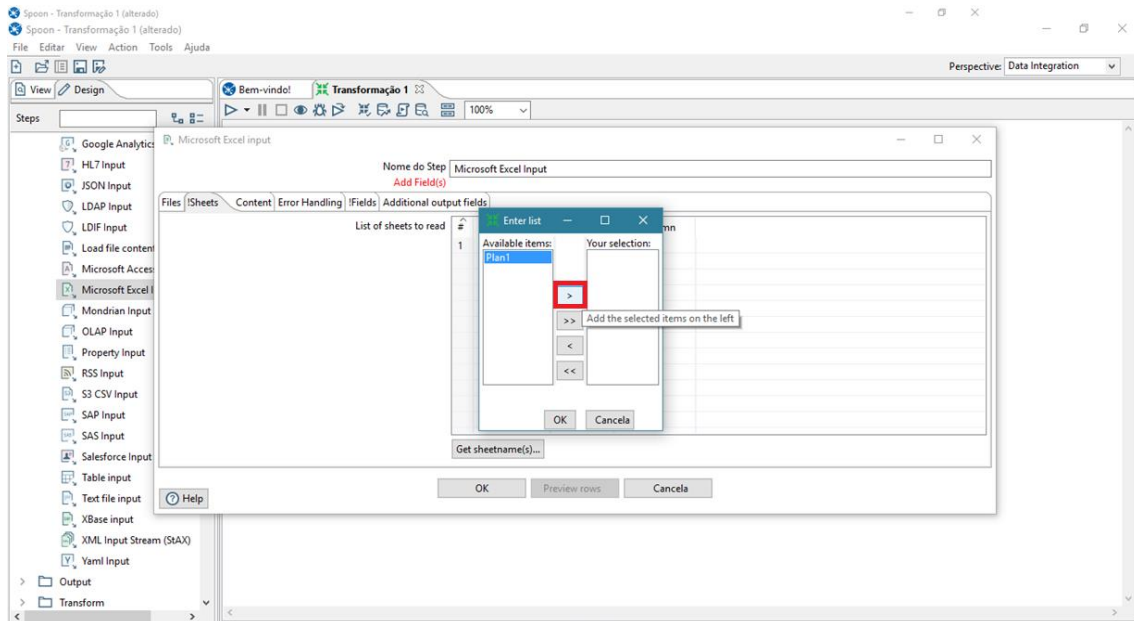 Spoon - Transformação 1 (alterado)
Spoon - Transformação 1 (alterado)
File Editar View Action Tools Ajuda
Perspective: Data Integration
View Design
Bem-vindo! Transformação 1
Steps
100%
Google Analytics
HL7 Input
JSON Input
LDAP Input
LDIF Input
Load file content
Microsoft Access
Microsoft Excel I
Mondrian Input
OLAP Input
Property Input
RSS Input
S3 CSV Input
SAP Input
SAS Input
Salesforce Input
Table input
Text file input
XBase input
XML Input Stream (StAX)
Yaml Input
Output
Transform
Microsoft Excel input
Nome do Step Microsoft Excel Input
Add Field(s)
Files !Sheets Content Error Handling !Fields Additional output fields
List of sheets to read # mn
1
Enter list
Available items: Your selection:
Plan1
>
>> Add the selected items on the left
<
<<
OK Cancela
Get sheetname(s)...
OK Preview rows Cancela
Help